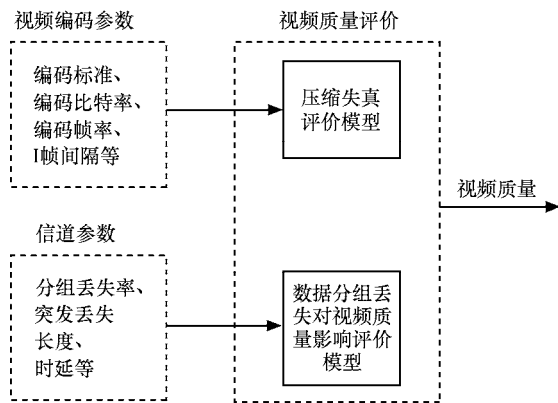 视频编码参数
编码标准、
编码比特率、
编码帧率、
I帧间隔等
视频质量评价
压缩失真
评价模型
视频质量
信道参数
分组丢失率、
突发丢失
长度、
时延等
数据分组丢
失对视频质
量影响评价
模型